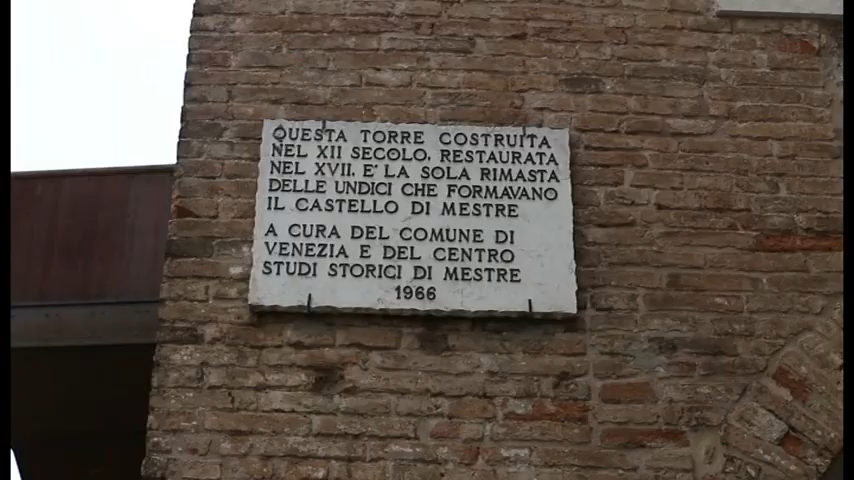 QUESTA TORRE COSTRUITA
NEL XII SECOLO, RESTAURATA
NEL XVII. E' LA SOLA RIMASTA
DELLE UNDICI CHE FORMAVANO
IL CASTELLO DI MESTRE
A CURA DEL COMUNE DI
VENEZIA E DEL CENTRO
STUDI STORICI DI MESTRE
1966